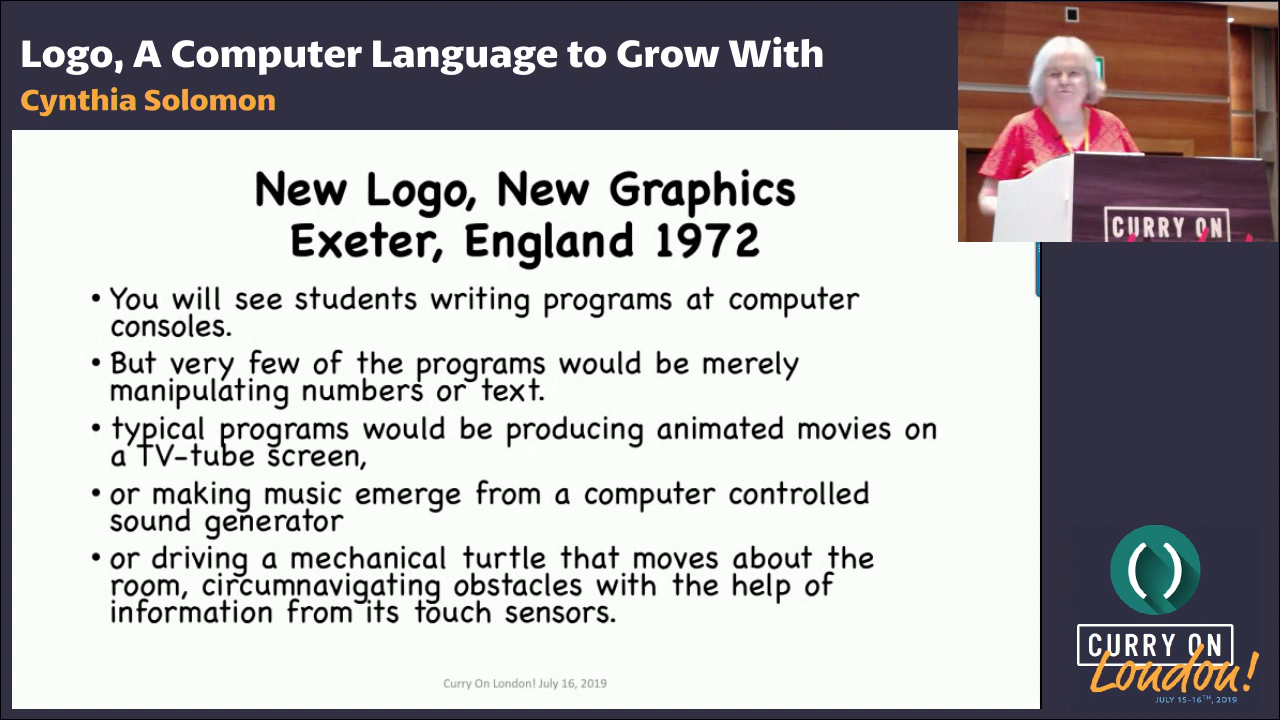 Logo, A Computer Language to Grow With
Cynthia Solomon
New Logo, New Graphics
Exeter, England 1972
• You will see students writing programs at computer
consoles.
• But very few of the programs would be merely
manipulating numbers or text.
• typical programs would be producing animated movies on
a TV-tube screen,
• or making music emerge from a computer controlled
sound generator
• or driving a mechanical turtle that moves about the
room, circumnavigating obstacles with the help of
information from its touch sensors.
Curry On London! July 16, 2019
CURRY ON
( )
CURRY ON
London!
JULY 15-16TH, 2019